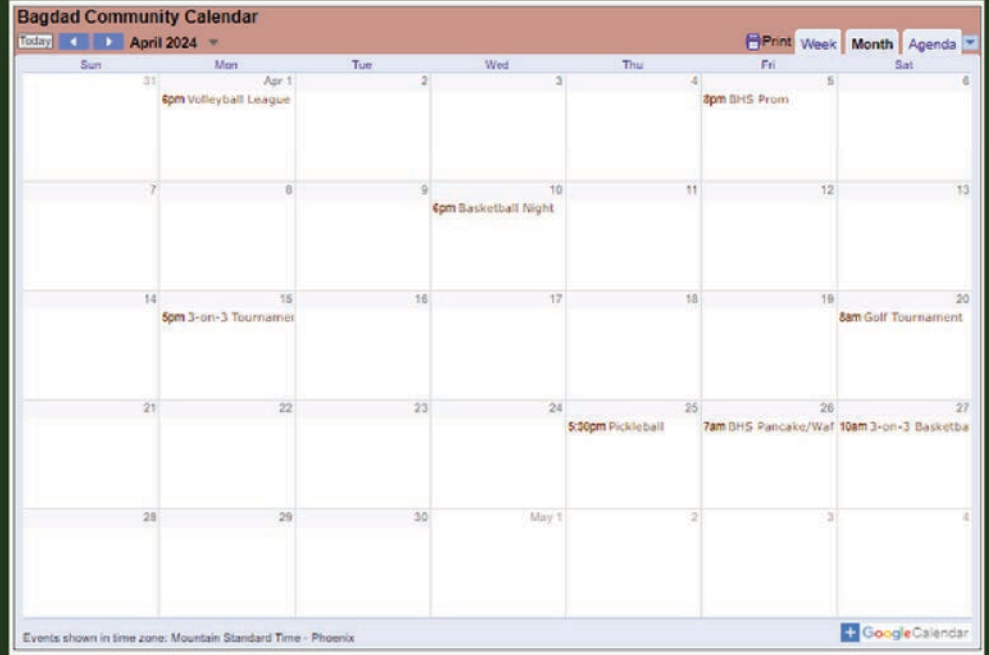 Bagdad Community Calendar
Today April 2024 Print Week Month Agenda
Sun Mon Tue Wed Thu Fri Sat
31 Apr 1 2 3 4 5 6
6pm Volleyball League 8pm BHS Prom
7 8 9 10 11 12 13
6pm Basketball Night
14 15 16 17 18 19 20
5pm 3-on-3 Tournamer 8am Golf Tournament
21 22 23 24 25 26 27
5:30pm Pickleball 7am BHS Pancake/Waf 10am 3-on-3 Basketba
28 29 30 May 1 2 3 4
Events shown in time zone: Mountain Standard Time - Phoenix
GoogleCalendar